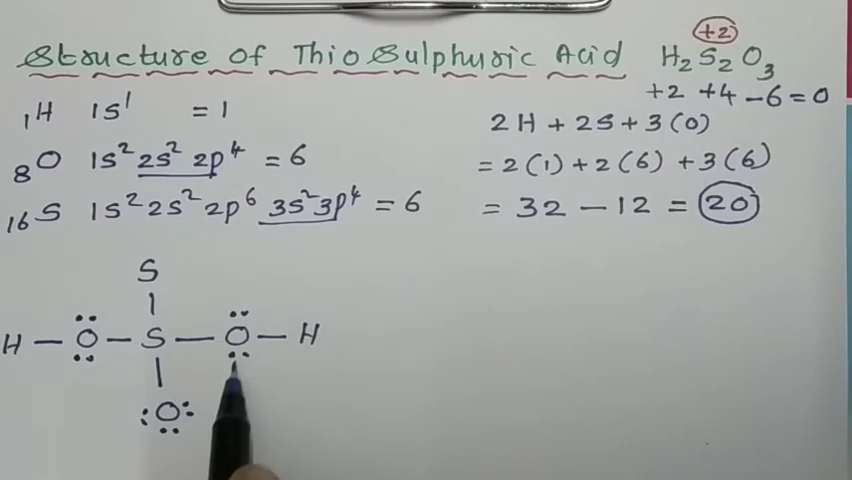 Structure of Thio Sulphuric Acid H₂S₂O₃
+2
+2 +4 -6 = 0
₁H 1s¹ = 1
2H + 2S + 3(O)
₈O 1s² 2s² 2p⁴ = 6
= 2(1) + 2(6) + 3(6)
₁₆S 1s² 2s² 2p⁶ 3s² 3p⁴ = 6
= 32 - 12 = 20
S
H - O - S - O - H
O